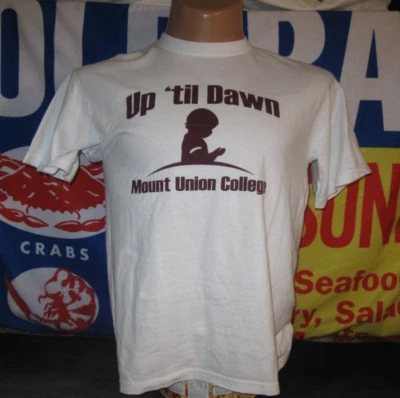 Up 'til Dawn
Mount Union College
CRABS
Seafoo
ry, Sala